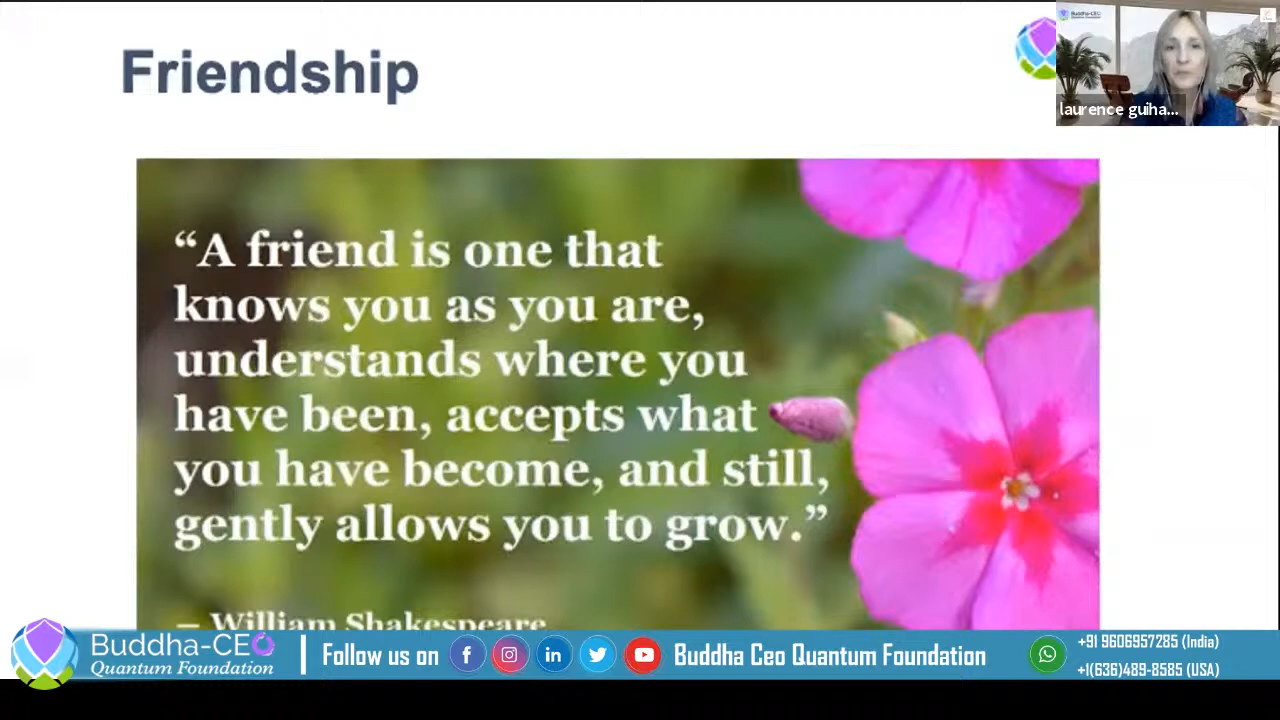 Friendship
Buddha-CEO
laurence guiha...
“A friend is one that
knows you as you are,
understands where you
have been, accepts what
you have become, and still,
gently allows you to grow.”
— William Shakespeare
Buddha-CEO
Quantum Foundation
Follow us on
Buddha Ceo Quantum Foundation
+91 9606957285 (India)
+1(636)489-8585 (USA)